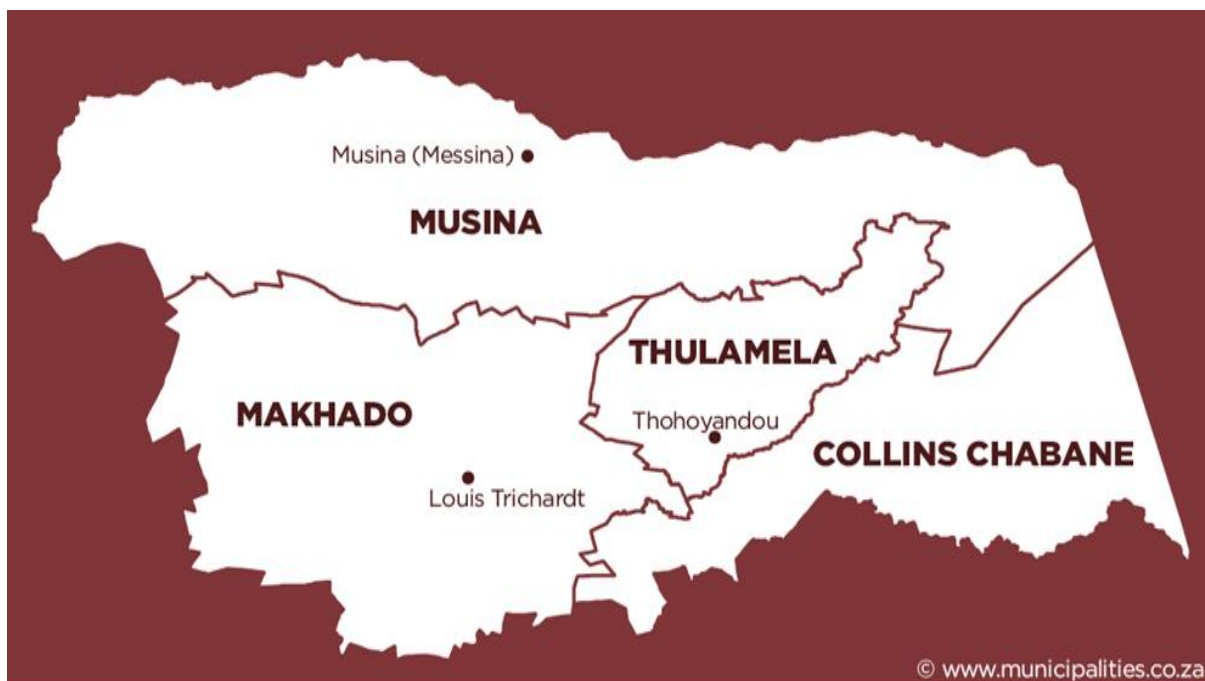 Musina (Messina)
MUSINA
THULAMELA
MAKHADO
Thohoyandou
COLLINS CHABANE
Louis Trichardt
© www.municipalities.co.za